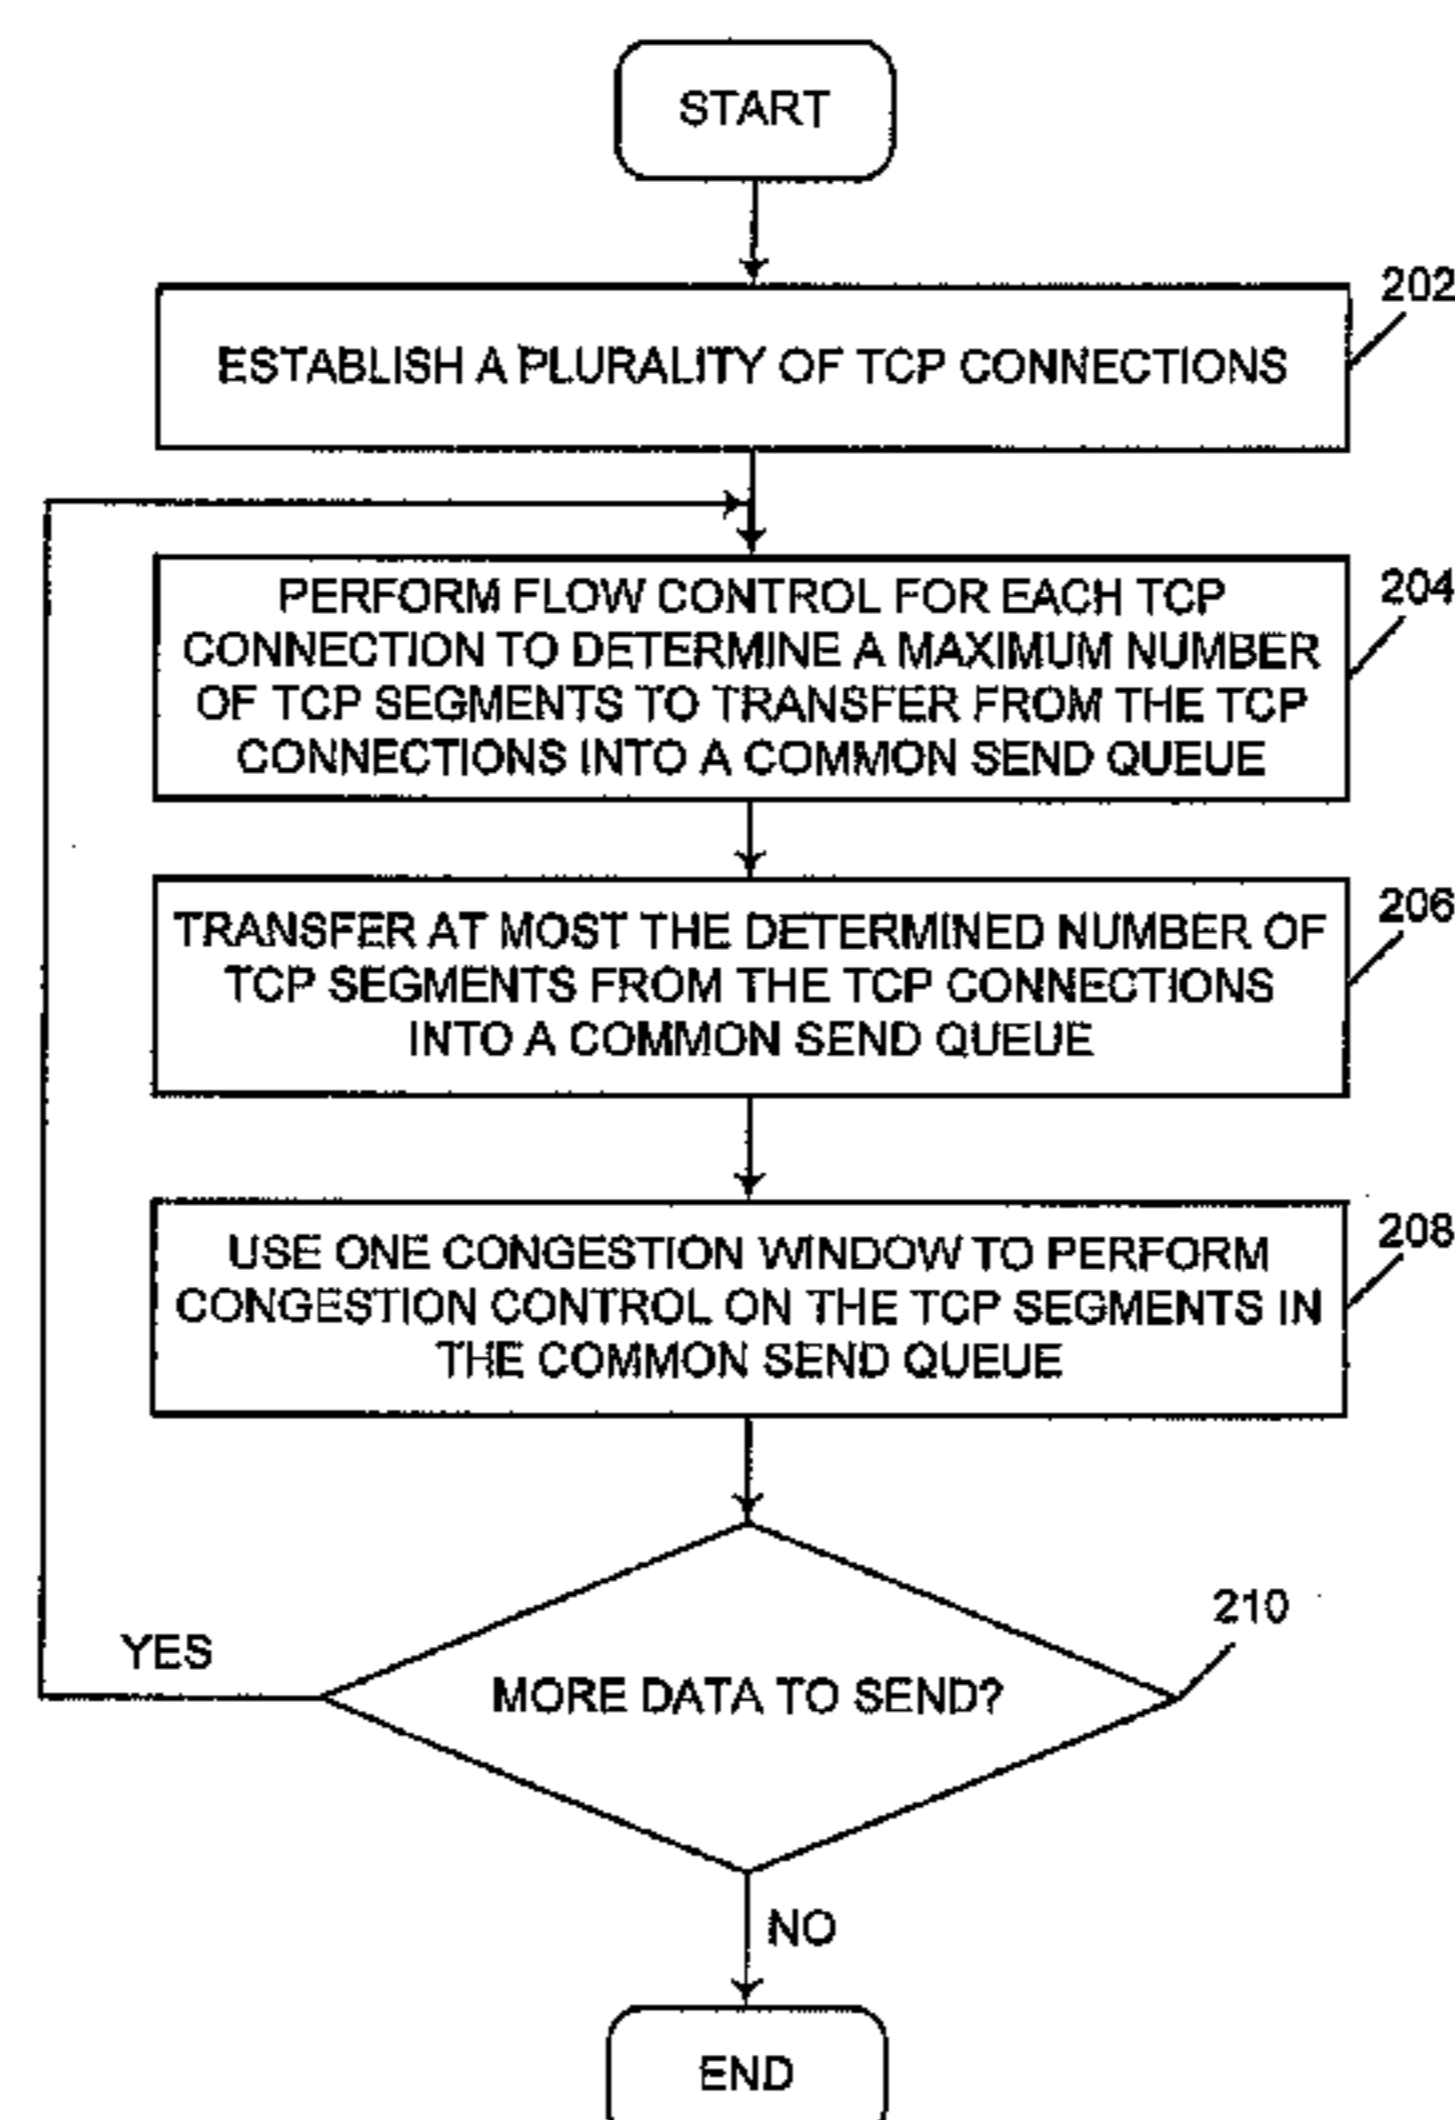 START
202
ESTABLISH A PLURALITY OF TCP CONNECTIONS
204
PERFORM FLOW CONTROL FOR EACH TCP
CONNECTION TO DETERMINE A MAXIMUM NUMBER
OF TCP SEGMENTS TO TRANSFER FROM THE TCP
CONNECTIONS INTO A COMMON SEND QUEUE
206
TRANSFER AT MOST THE DETERMINED NUMBER OF
TCP SEGMENTS FROM THE TCP CONNECTIONS
INTO A COMMON SEND QUEUE
208
USE ONE CONGESTION WINDOW TO PERFORM
CONGESTION CONTROL ON THE TCP SEGMENTS IN
THE COMMON SEND QUEUE
210
YES
MORE DATA TO SEND?
NO
END